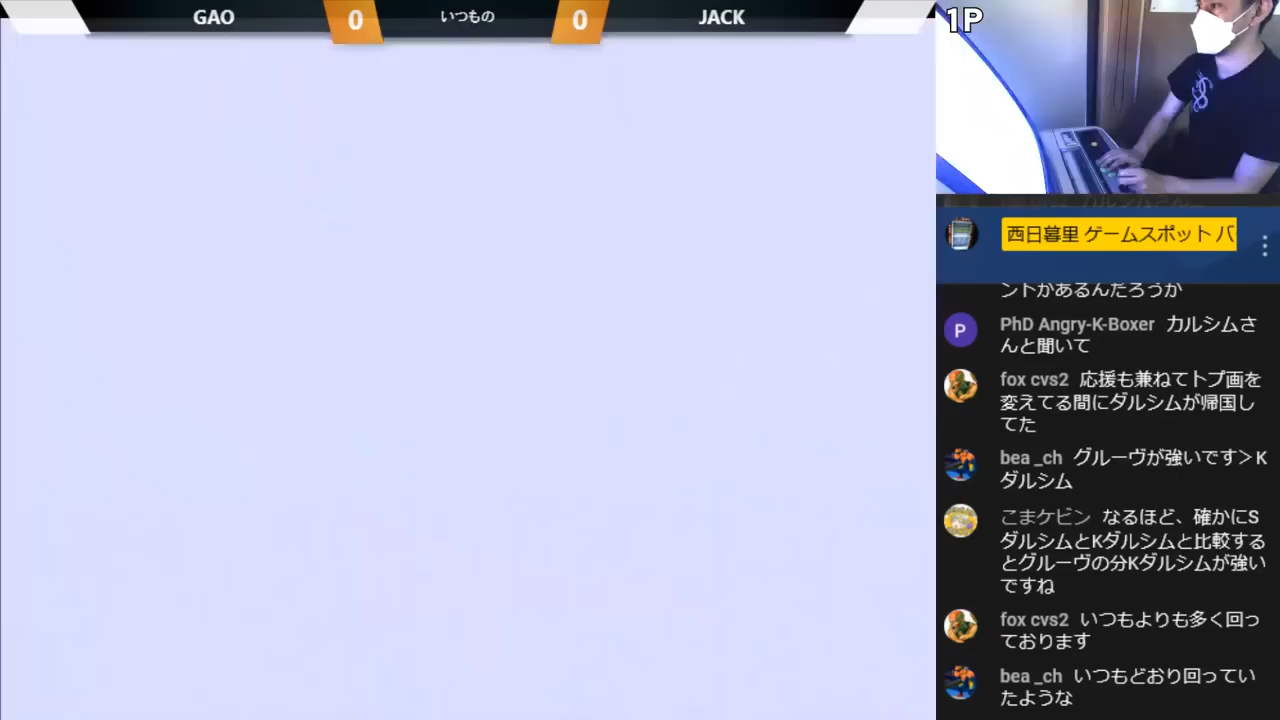 GAO 0 いつもの 0 JACK
1P
西日暮里 ゲームスポット バ
ントがあるんだろうか
PhD Angry-K-Boxer カルシムさ
んと聞いて
fox cvs2 応援も兼ねてトプ画を
変えてる間にダルシムが帰国し
てた
bea _ch グルーヴが強いです＞K
ダルシム
こまケビン なるほど、確かにS
ダルシムとKダルシムと比較する
とグルーヴの分Kダルシムが強い
ですね
fox cvs2 いつもよりも多く回っ
ております
bea _ch いつもどおり回ってい
たような